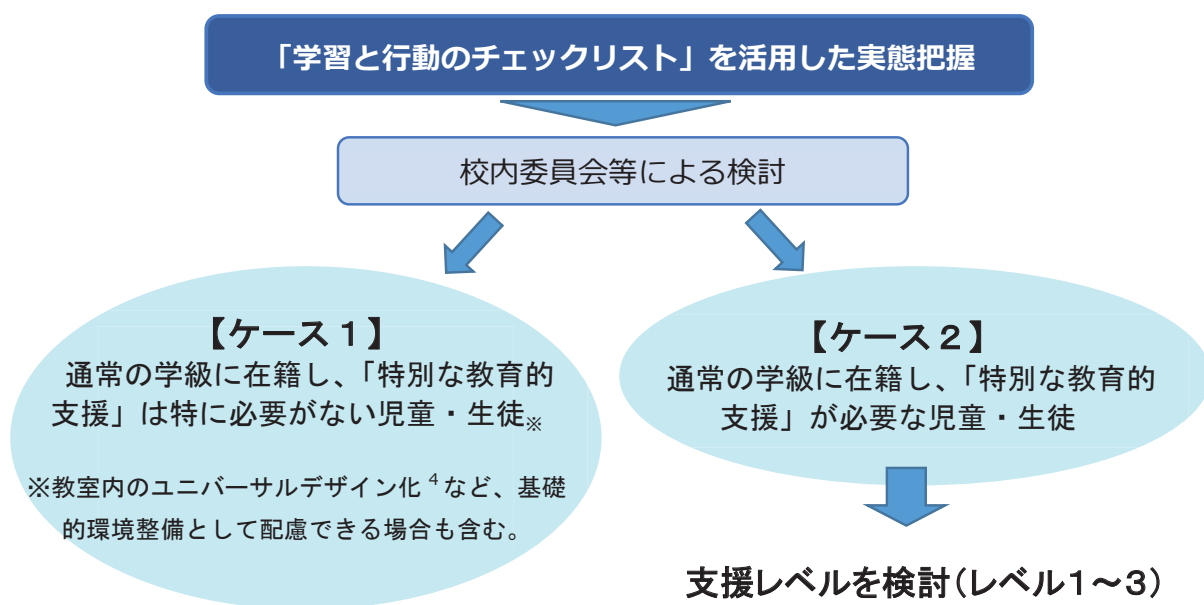 「学習と行動のチェックリスト」を活用した実態把握
校内委員会等による検討
【ケース１】
通常の学級に在籍し、「特別な教育的
支援」は特に必要がない児童・生徒※
※教室内のユニバーサルデザイン化4など、基礎
的環境整備として配慮できる場合も含む。
【ケース２】
通常の学級に在籍し、「特別な教育的
支援」が必要な児童・生徒
支援レベルを検討（レベル１～３）